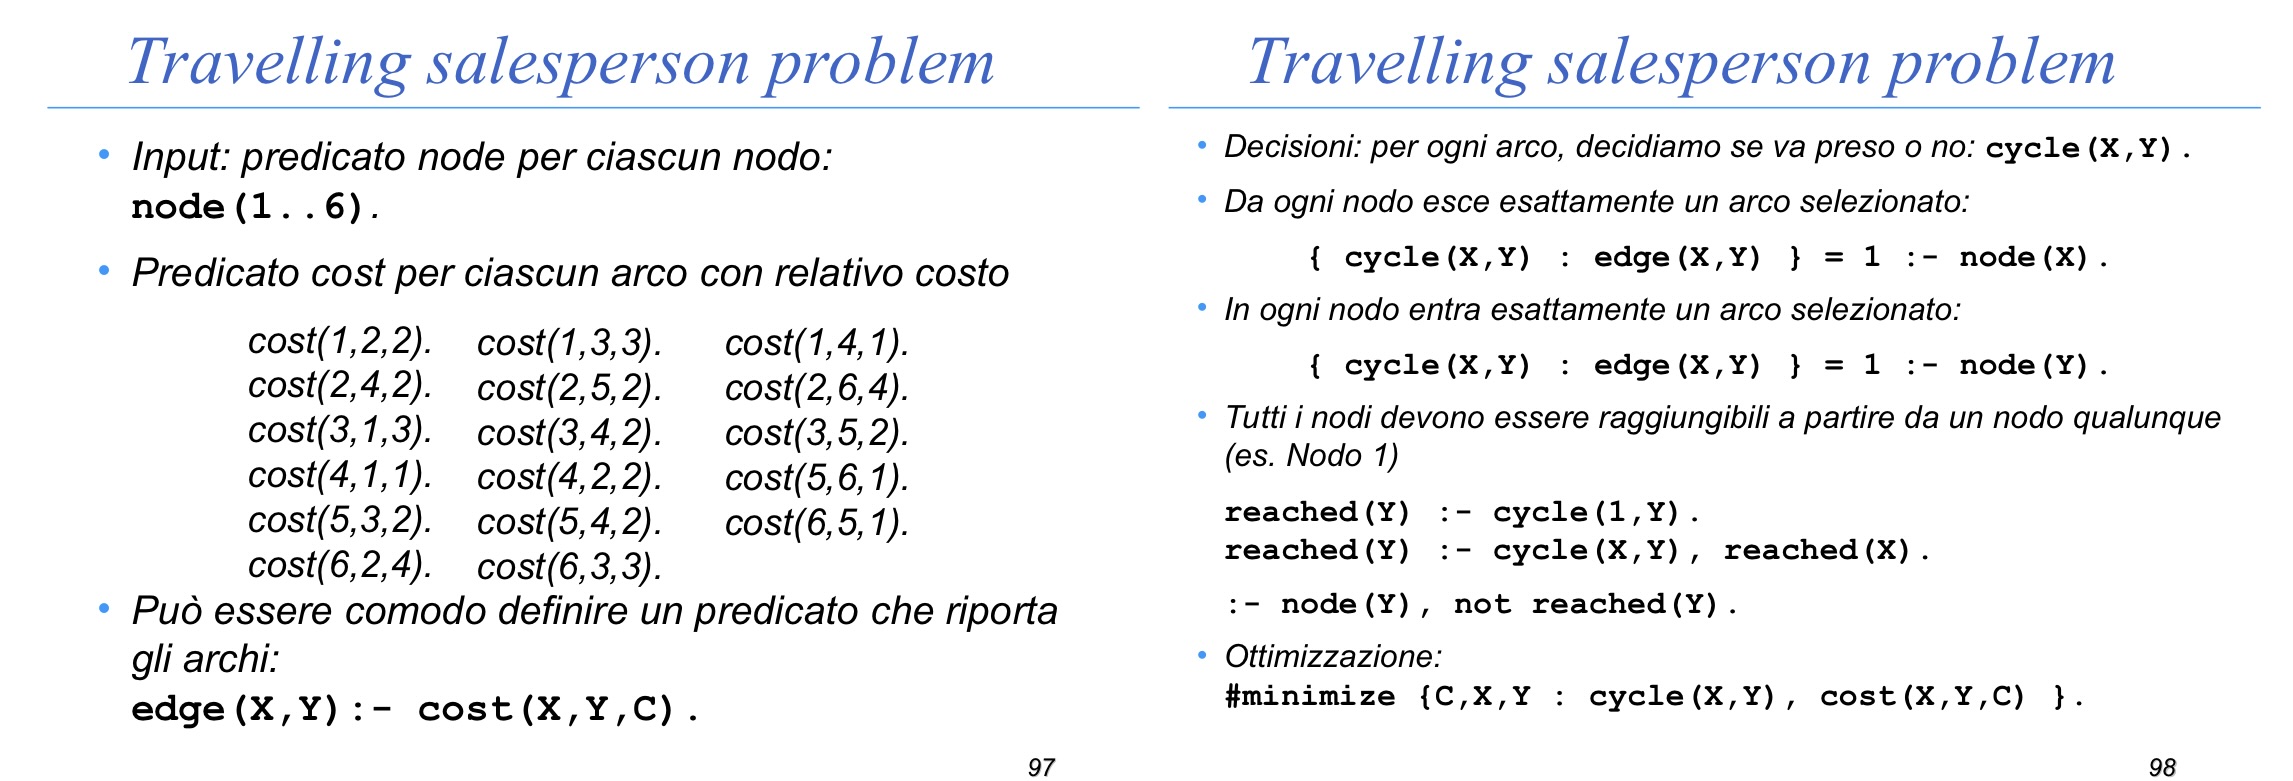 Travelling salesperson problem
• Input: predicato node per ciascun nodo:
node(1..6).
• Predicato cost per ciascun arco con relativo costo
cost(1,2,2). cost(1,3,3). cost(1,4,1).
cost(2,4,2). cost(2,5,2). cost(2,6,4).
cost(3,1,3). cost(3,4,2). cost(3,5,2).
cost(4,1,1). cost(4,2,2). cost(5,6,1).
cost(5,3,2). cost(5,4,2). cost(6,5,1).
cost(6,2,4). cost(6,3,3).
• Può essere comodo definire un predicato che riporta
gli archi:
edge(X,Y):- cost(X,Y,C).
97
Travelling salesperson problem
• Decisioni: per ogni arco, decidiamo se va preso o no: cycle(X,Y).
• Da ogni nodo esce esattamente un arco selezionato:
{ cycle(X,Y) : edge(X,Y) } = 1 :- node(X).
• In ogni nodo entra esattamente un arco selezionato:
{ cycle(X,Y) : edge(X,Y) } = 1 :- node(Y).
• Tutti i nodi devono essere raggiungibili a partire da un nodo qualunque
(es. Nodo 1)
reached(Y) :- cycle(1,Y).
reached(Y) :- cycle(X,Y), reached(X).
:- node(Y), not reached(Y).
• Ottimizzazione:
#minimize {C,X,Y : cycle(X,Y), cost(X,Y,C) }.
98